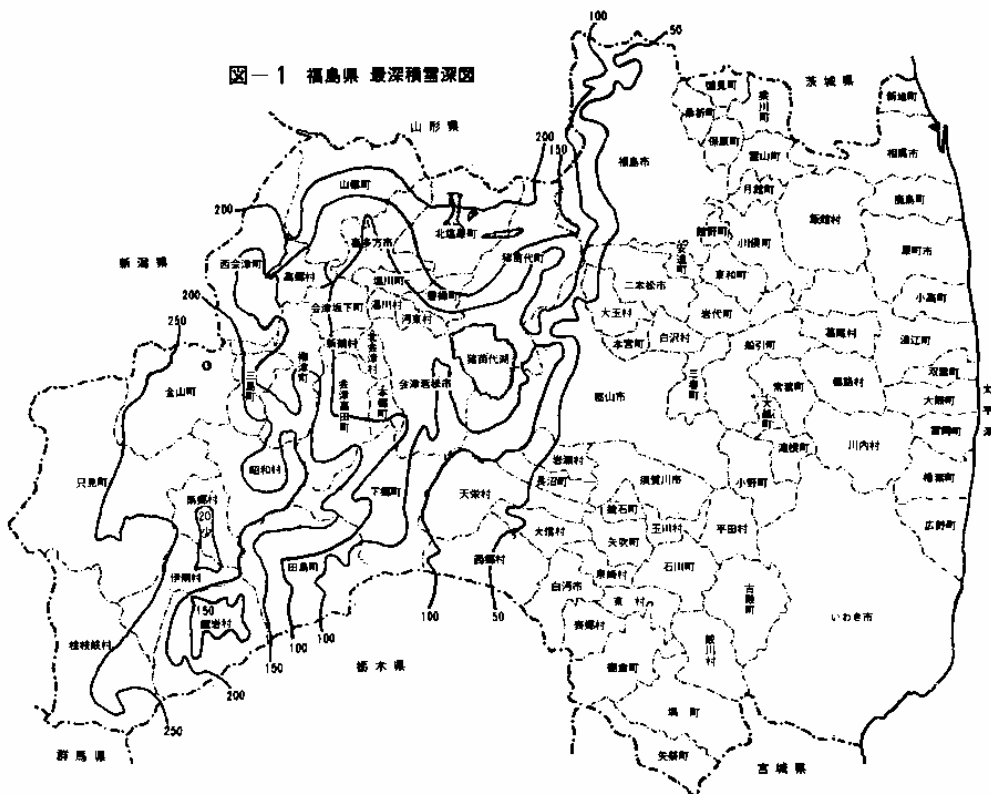 図-1 福島県 最深積雪深図
100
50
茨城県
山形県
新潟県
200
150
200
200
250
新地町
相馬市
鹿島町
原町市
小高町
浪江町
双葉町
大熊町
富岡町
楢葉町
広野町
太平洋
福島市
保原町
霊山町
月舘町
飯舘村
川俣町
安達町
東和町
二本松市
大玉村
岩代町
本宮町
白沢村
船引町
葛尾村
都路村
常葉町
大越町
滝根町
川内村
三春町
郡山市
小野町
山都町
喜多方市
北塩原村
猪苗代町
西会津町
高郷村
塩川町
磐梯町
会津坂下町
湯川村
河東村
新鶴村
北会津村
会津若松市
猪苗代湖
柳津町
三島町
会津高田町
本郷町
金山町
昭和村
只見町
下郷町
天栄村
岩瀬村
長沼町
須賀川市
鏡石町
玉川村
平田村
大信村
矢吹町
石川町
西郷村
泉崎村
白河市
東村
古殿町
表郷村
鮫川村
棚倉町
いわき市
塙町
矢祭町
南郷村
伊南村
田島町
150
舘岩村
檜枝岐村
150
100
100
100
50
200
250
栃木県
群馬県
宮城県